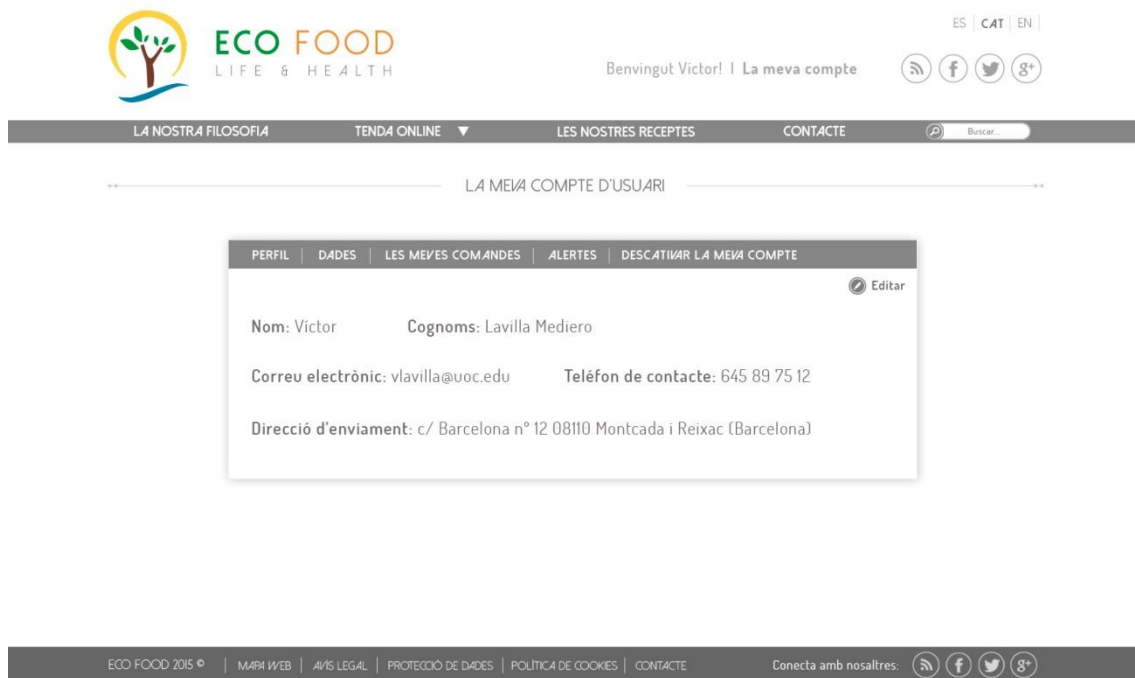 ES | CAT | EN |
ECO FOOD
LIFE & HEALTH
Benvingut Víctor! | La meva compte
LA NOSTRA FILOSOFIA TENDA ONLINE ▼ LES NOSTRES RECEPTES CONTACTE Buscar...
LA MEVA COMPTE D'USUARI
PERFIL | DADES | LES MEVES COMANDES | ALERTES | DESCATIVAR LA MEVA COMPTE
Editar
Nom: Víctor Cognoms: Lavilla Mediero
Correu electrònic: vlavilla@uoc.edu Teléfon de contacte: 645 89 75 12
Direcció d'enviament: c/ Barcelona nº 12 08110 Montcada i Reixac (Barcelona)
ECO FOOD 2015 © | MAPA WEB | AVÍS LEGAL | PROTECCIÓ DE DADES | POLÍTICA DE COOKIES | CONTACTE Conecta amb nosaltres: